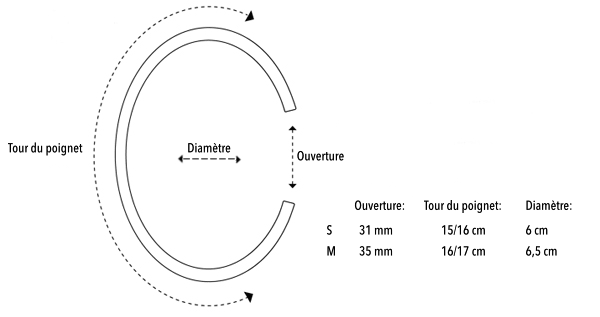 Tour du poignet
Diamètre
Ouverture
Ouverture: Tour du poignet: Diamètre:
S 31 mm 15/16 cm 6 cm
M 35 mm 16/17 cm 6,5 cm